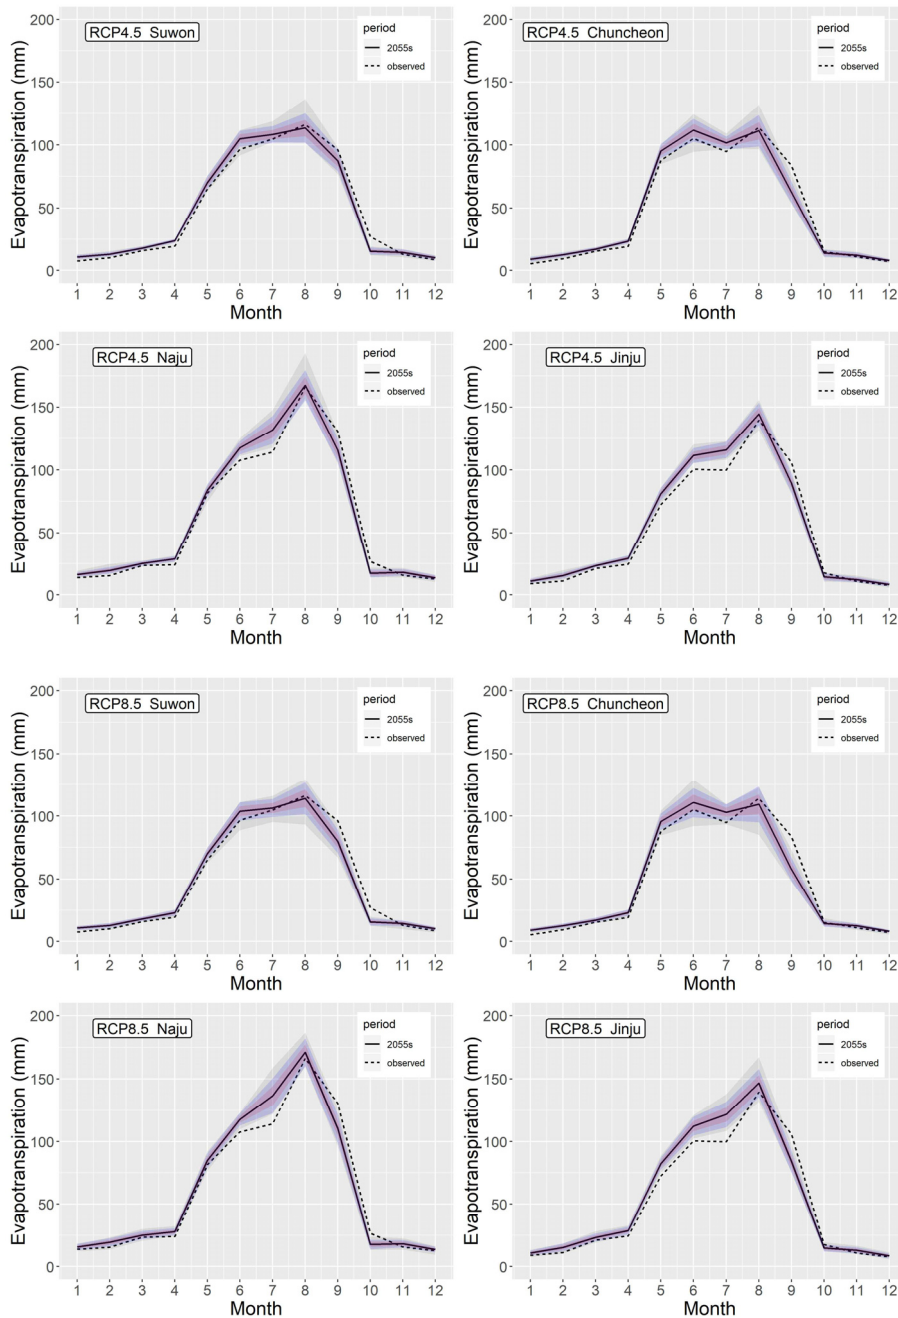 RCP4.5 Suwon
period
2055s
observed
Evapotranspiration (mm)
200
150
100
50
0
1 2 3 4 5 6 7 8 9 10 11 12
Month
RCP4.5 Chuncheon
period
2055s
observed
Evapotranspiration (mm)
200
150
100
50
0
1 2 3 4 5 6 7 8 9 10 11 12
Month
RCP4.5 Naju
period
2055s
observed
Evapotranspiration (mm)
200
150
100
50
0
1 2 3 4 5 6 7 8 9 10 11 12
Month
RCP4.5 Jinju
period
2055s
observed
Evapotranspiration (mm)
200
150
100
50
0
1 2 3 4 5 6 7 8 9 10 11 12
Month
RCP8.5 Suwon
period
2055s
observed
Evapotranspiration (mm)
200
150
100
50
0
1 2 3 4 5 6 7 8 9 10 11 12
Month
RCP8.5 Chuncheon
period
2055s
observed
Evapotranspiration (mm)
200
150
100
50
0
1 2 3 4 5 6 7 8 9 10 11 12
Month
RCP8.5 Naju
period
2055s
observed
Evapotranspiration (mm)
200
150
100
50
0
1 2 3 4 5 6 7 8 9 10 11 12
Month
RCP8.5 Jinju
period
2055s
observed
Evapotranspiration (mm)
200
150
100
50
0
1 2 3 4 5 6 7 8 9 10 11 12
Month